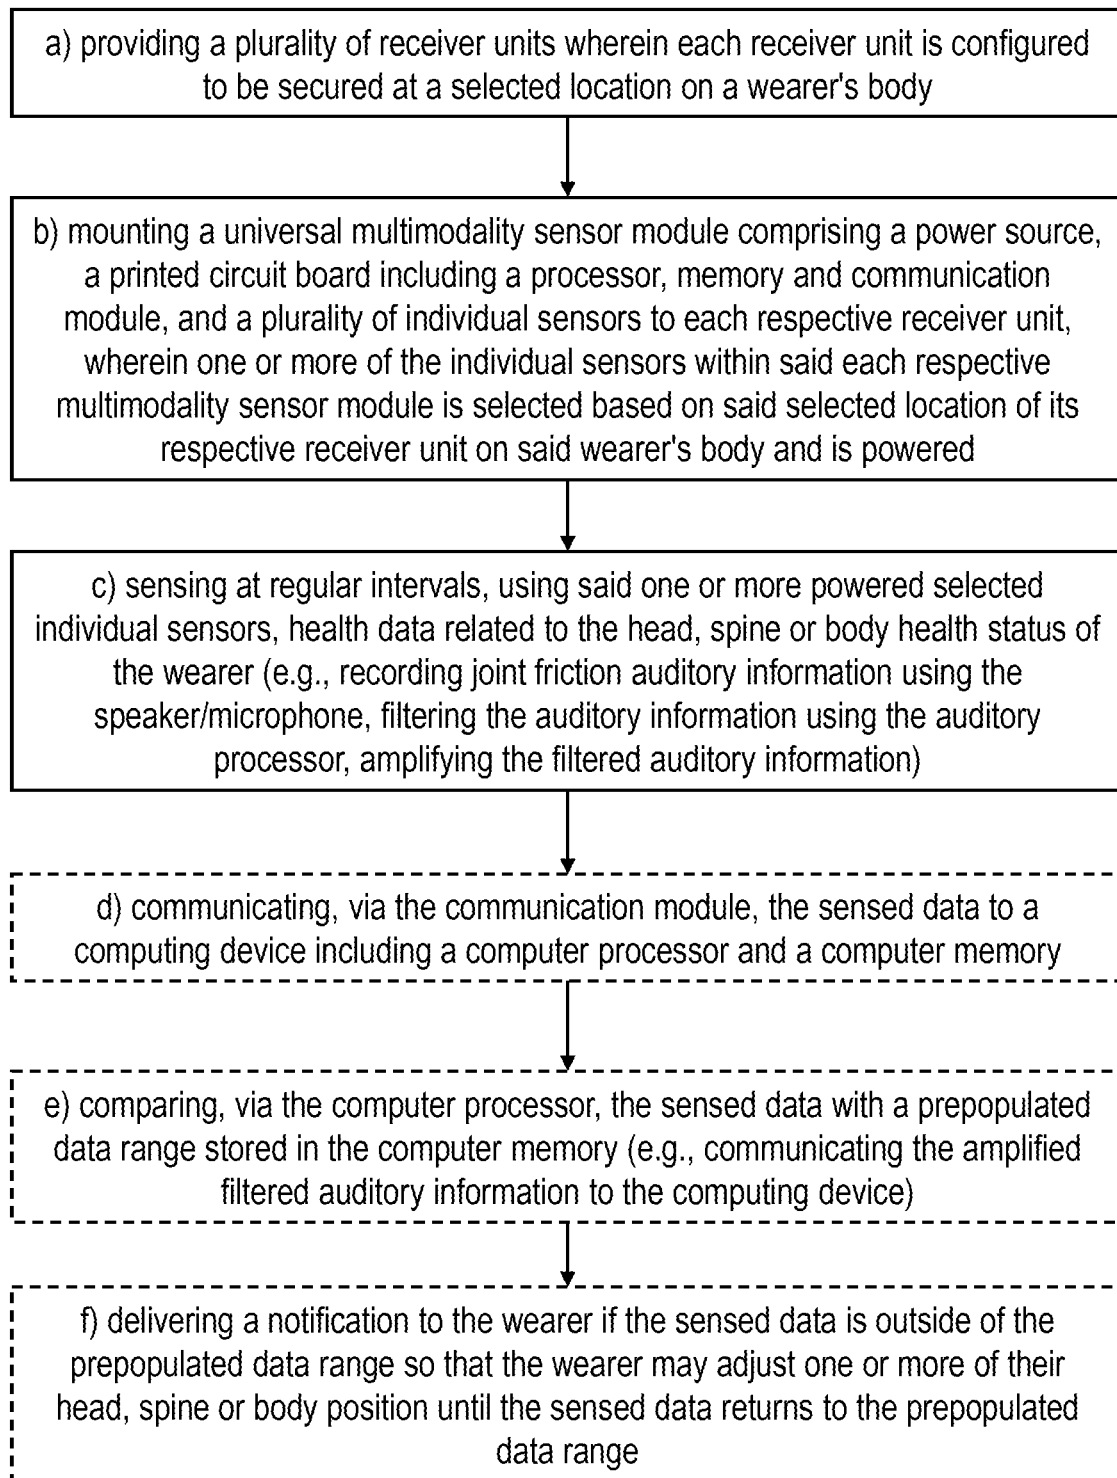 a) providing a plurality of receiver units wherein each receiver unit is configured
to be secured at a selected location on a wearer's body
b) mounting a universal multimodality sensor module comprising a power source,
a printed circuit board including a processor, memory and communication
module, and a plurality of individual sensors to each respective receiver unit,
wherein one or more of the individual sensors within said each respective
multimodality sensor module is selected based on said selected location of its
respective receiver unit on said wearer's body and is powered
c) sensing at regular intervals, using said one or more powered selected
individual sensors, health data related to the head, spine or body health status of
the wearer (e.g., recording joint friction auditory information using the
speaker/microphone, filtering the auditory information using the auditory
processor, amplifying the filtered auditory information)
d) communicating, via the communication module, the sensed data to a
computing device including a computer processor and a computer memory
e) comparing, via the computer processor, the sensed data with a prepopulated
data range stored in the computer memory (e.g., communicating the amplified
filtered auditory information to the computing device)
f) delivering a notification to the wearer if the sensed data is outside of the
prepopulated data range so that the wearer may adjust one or more of their
head, spine or body position until the sensed data returns to the prepopulated
data range